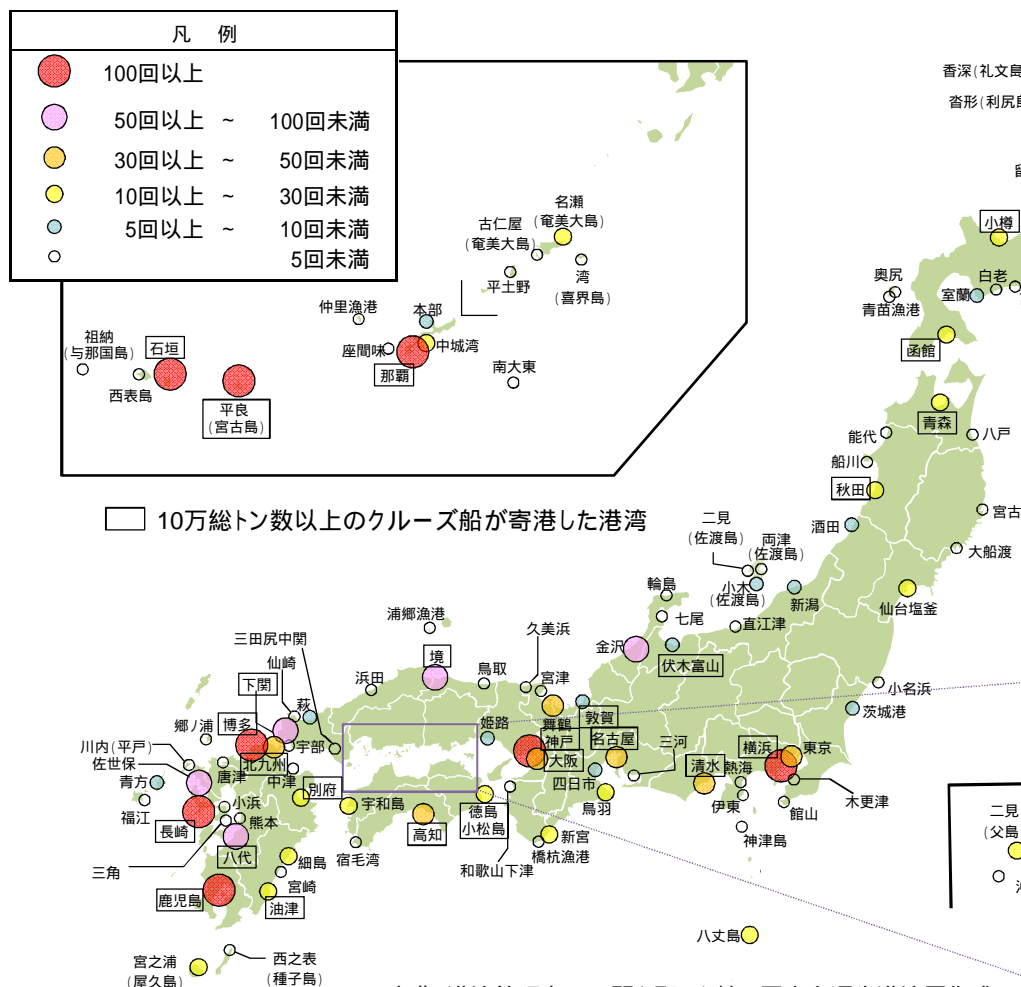 凡 例
100回以上
50回以上 ~ 100回未満
30回以上 ~ 50回未満
10回以上 ~ 30回未満
5回以上 ~ 10回未満
5回未満
香深(礼文島
沓形(利尻島
小樽
奥尻
青苗漁港
室蘭
白老
函館
名瀬
(奄美大島)
古仁屋
(奄美大島)
平土野
湾
(喜界島)
仲里漁港
本部
座間味
中城湾
那覇
南大東
祖納
(与那国島)
石垣
西表島
平良
(宮古島)
10万総トン数以上のクルーズ船が寄港した港湾
青森
能代
八戸
船川
秋田
宮古
酒田
大船渡
二見
(佐渡島)
両津
(佐渡島)
小木
(佐渡島)
新潟
仙台塩釜
輪島
七尾
直江津
金沢
伏木富山
小名浜
茨城港
浦郷漁港
三田尻中関
仙崎
久美浜
境
鳥取
宮津
浜田
下関
萩
舞鶴
敦賀
郷ノ浦
博多
姫路
神戸
名古屋
三河
横浜
東京
川内(平戸)
宇部
大阪
清水
熱海
佐世保
唐津
北九州
中津
四日市
青方
別府
宇和島
徳島
小松島
鳥羽
伊東
館山
木更津
福江
小浜
熊本
長崎
高知
新宮
神津島
三角
八代
細島
宿毛湾
和歌山下津
橋杭漁港
宮崎
鹿児島
油津
八丈島
二見
(父島
宮之浦
(屋久島)
西之表
(種子島)